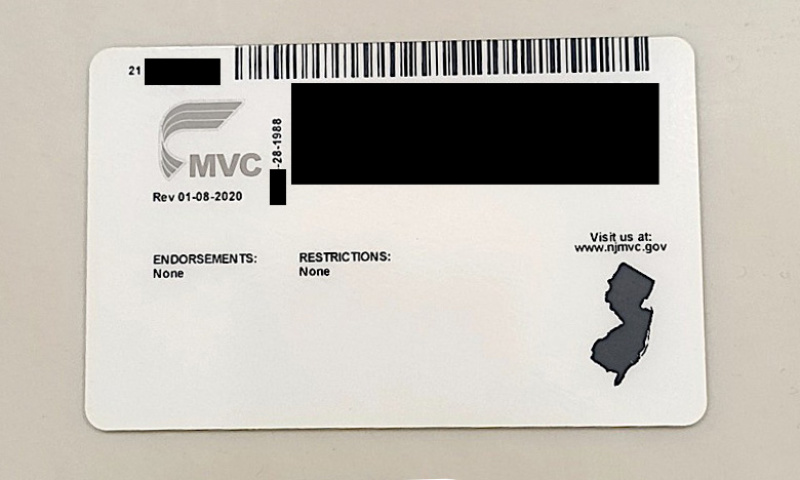 21
-28-1988
MVC
Rev 01-08-2020
ENDORSEMENTS:
None
RESTRICTIONS:
None
Visit us at:
www.njmvc.gov